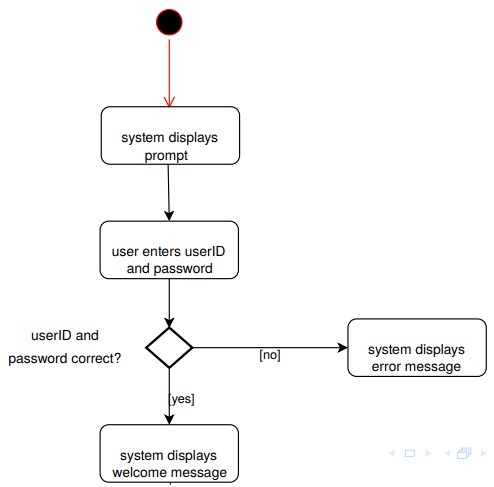 system displays
prompt
user enters userID
and password
userID and
password correct?
[no]
system displays
error message
[yes]
system displays
welcome message